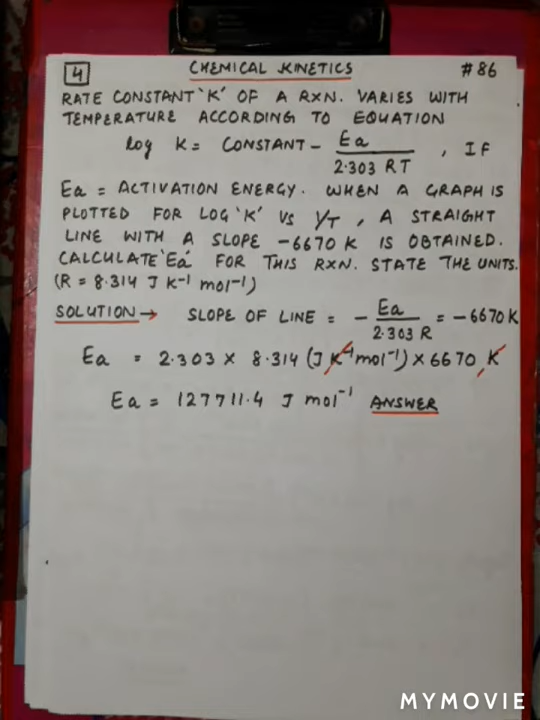 4 CHEMICAL KINETICS #86
RATE CONSTANT 'K' OF A RXN. VARIES WITH
TEMPERATURE ACCORDING TO EQUATION
log K = CONSTANT - Ea / 2.303 RT , IF
Ea = ACTIVATION ENERGY. WHEN A GRAPH IS
PLOTTED FOR LOG 'K' VS 1/T , A STRAIGHT
LINE WITH A SLOPE -6670 K IS OBTAINED.
CALCULATE 'Ea' FOR THIS RXN. STATE THE UNITS.
(R = 8.314 J K⁻¹ mol⁻¹)
SOLUTION → SLOPE OF LINE = - Ea / 2.303 R = -6670 K
Ea = 2.303 × 8.314 (J K⁻¹ mol⁻¹) × 6670 K
Ea = 127711.4 J mol⁻¹ ANSWER
MYMOVIE